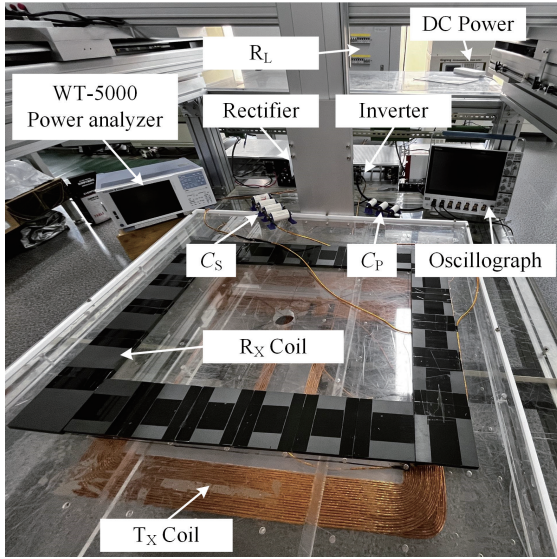 DC Power
R_L
WT-5000
Power analyzer
Rectifier
Inverter
C_S
C_P
Oscillograph
R_X Coil
T_X Coil